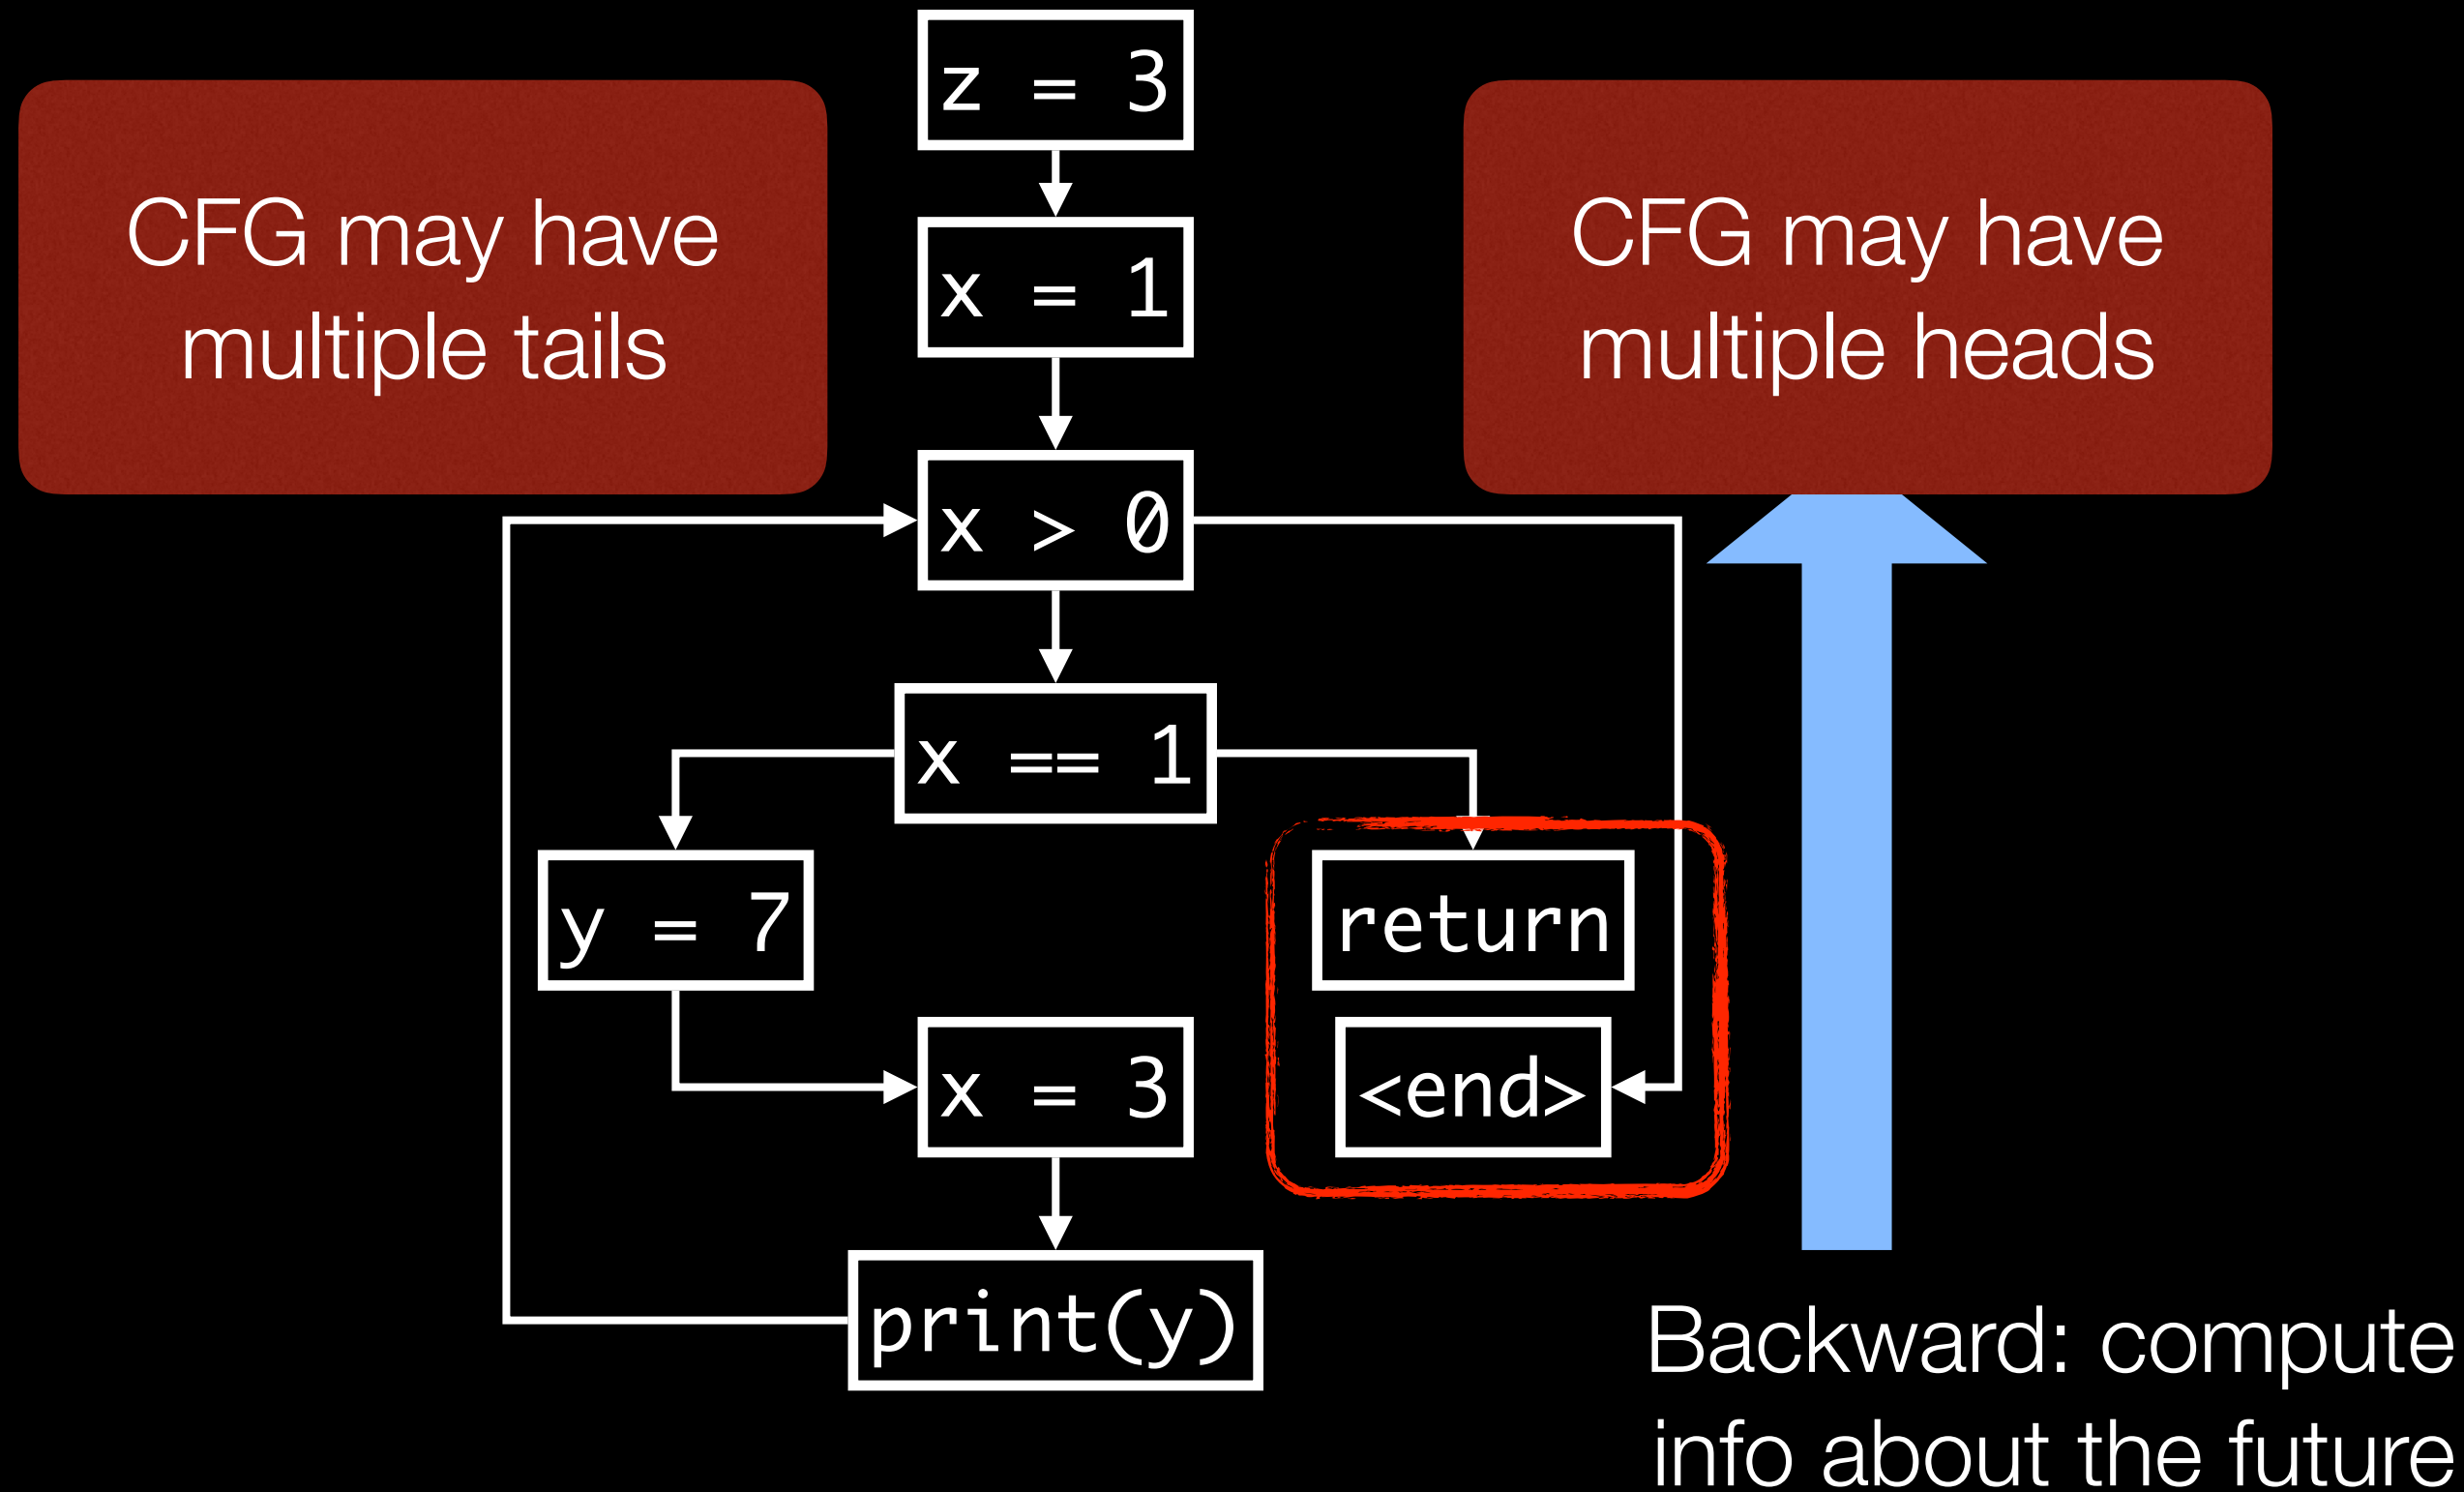 z = 3
CFG may have
multiple tails
CFG may have
multiple heads
x = 1
x > 0
x == 1
y = 7
return
x = 3
<end>
print(y)
Backward: compute
info about the future